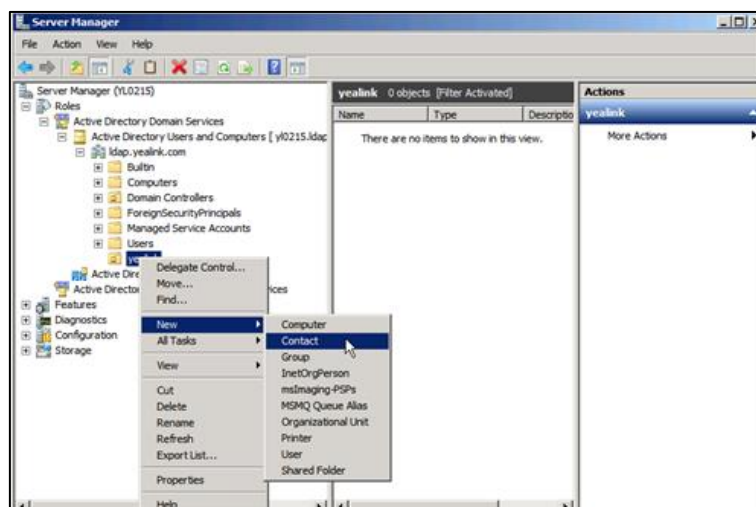 Server Manager
File Action View Help
Server Manager (YL0215)
Roles
Active Directory Domain Services
Active Directory Users and Computers [ yl0215.ldap
ldap.yealink.com
Builtin
Computers
Domain Controllers
ForeignSecurityPrincipals
Managed Service Accounts
Users
Active Dire
Active Director
ices
Features
Diagnostics
Configuration
Storage
Delegate Control...
Move...
Find...
New
All Tasks
View
Cut
Delete
Rename
Refresh
Export List...
Properties
Help
Computer
Contact
Group
InetOrgPerson
msImaging-PSPs
MSMQ Queue Alias
Organizational Unit
Printer
User
Shared Folder
yealink 0 objects [Filter Activated]
Name Type Descriptio
There are no items to show in this view.
Actions
yealink
More Actions